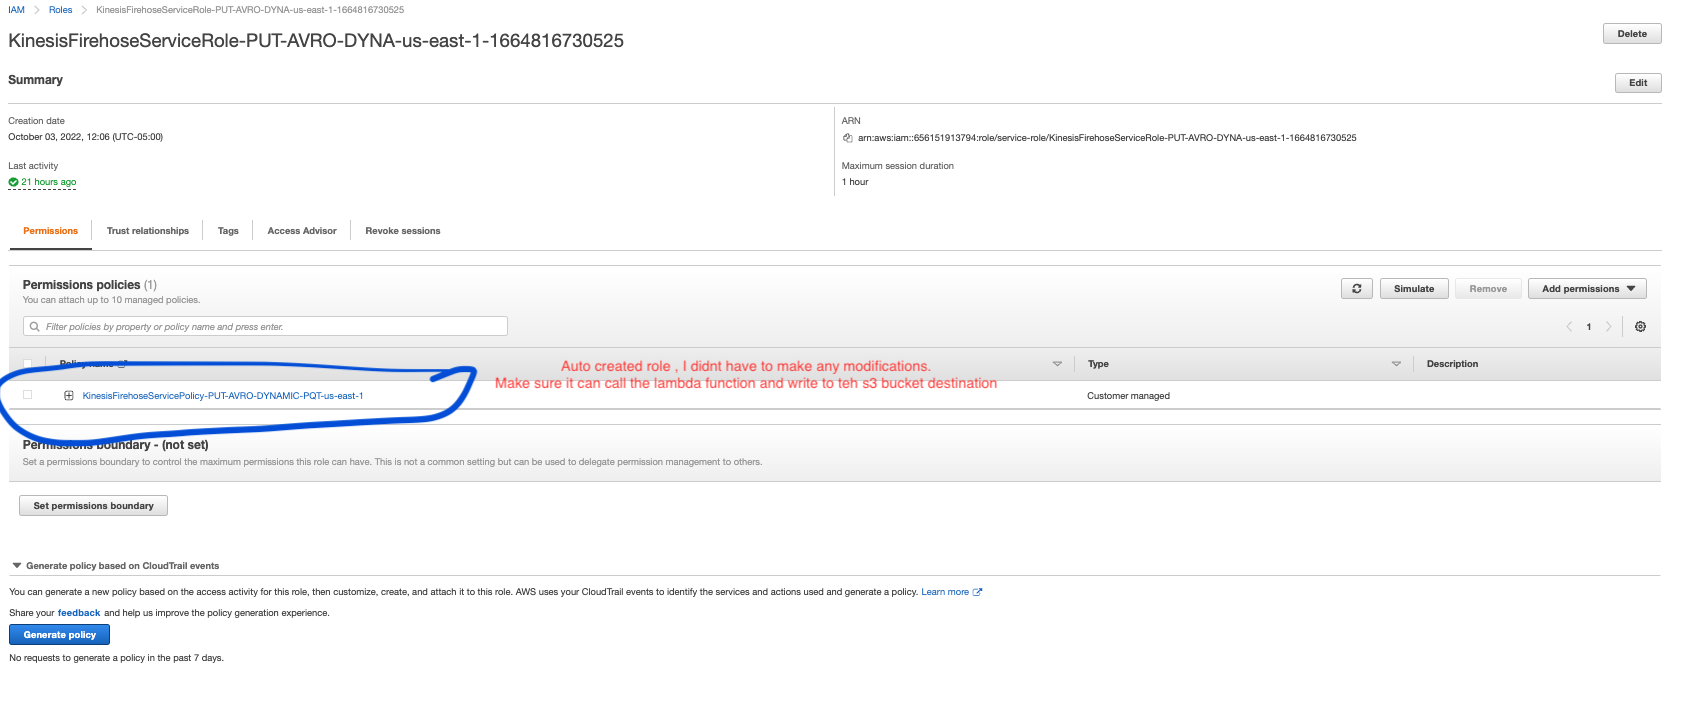 IAM > Roles > KinesisFirehoseServiceRole-PUT-AVRO-DYNA-us-east-1-1664816730525
KinesisFirehoseServiceRole-PUT-AVRO-DYNA-us-east-1-1664816730525
Delete
Summary
Edit
Creation date
October 03, 2022, 12:06 (UTC-05:00)
ARN
arn:aws:iam::656151913794:role/service-role/KinesisFirehoseServiceRole-PUT-AVRO-DYNA-us-east-1-1664816730525
Last activity
21 hours ago
Maximum session duration
1 hour
Permissions
Trust relationships
Tags
Access Advisor
Revoke sessions
Permissions policies (1)
You can attach up to 10 managed policies.
Simulate
Remove
Add permissions
Filter policies by property or policy name and press enter.
1
Policy name
Type
Description
Auto created role , I didnt have to make any modifications.
Make sure it can call the lambda function and write to teh s3 bucket destination
KinesisFirehoseServicePolicy-PUT-AVRO-DYNAMIC-PQT-us-east-1
Customer managed
Permissions boundary - (not set)
Set a permissions boundary to control the maximum permissions this role can have. This is not a common setting but can be used to delegate permission management to others.
Set permissions boundary
Generate policy based on CloudTrail events
You can generate a new policy based on the access activity for this role, then customize, create, and attach it to this role. AWS uses your CloudTrail events to identify the services and actions used and generate a policy. Learn more
Share your feedback and help us improve the policy generation experience.
Generate policy
No requests to generate a policy in the past 7 days.